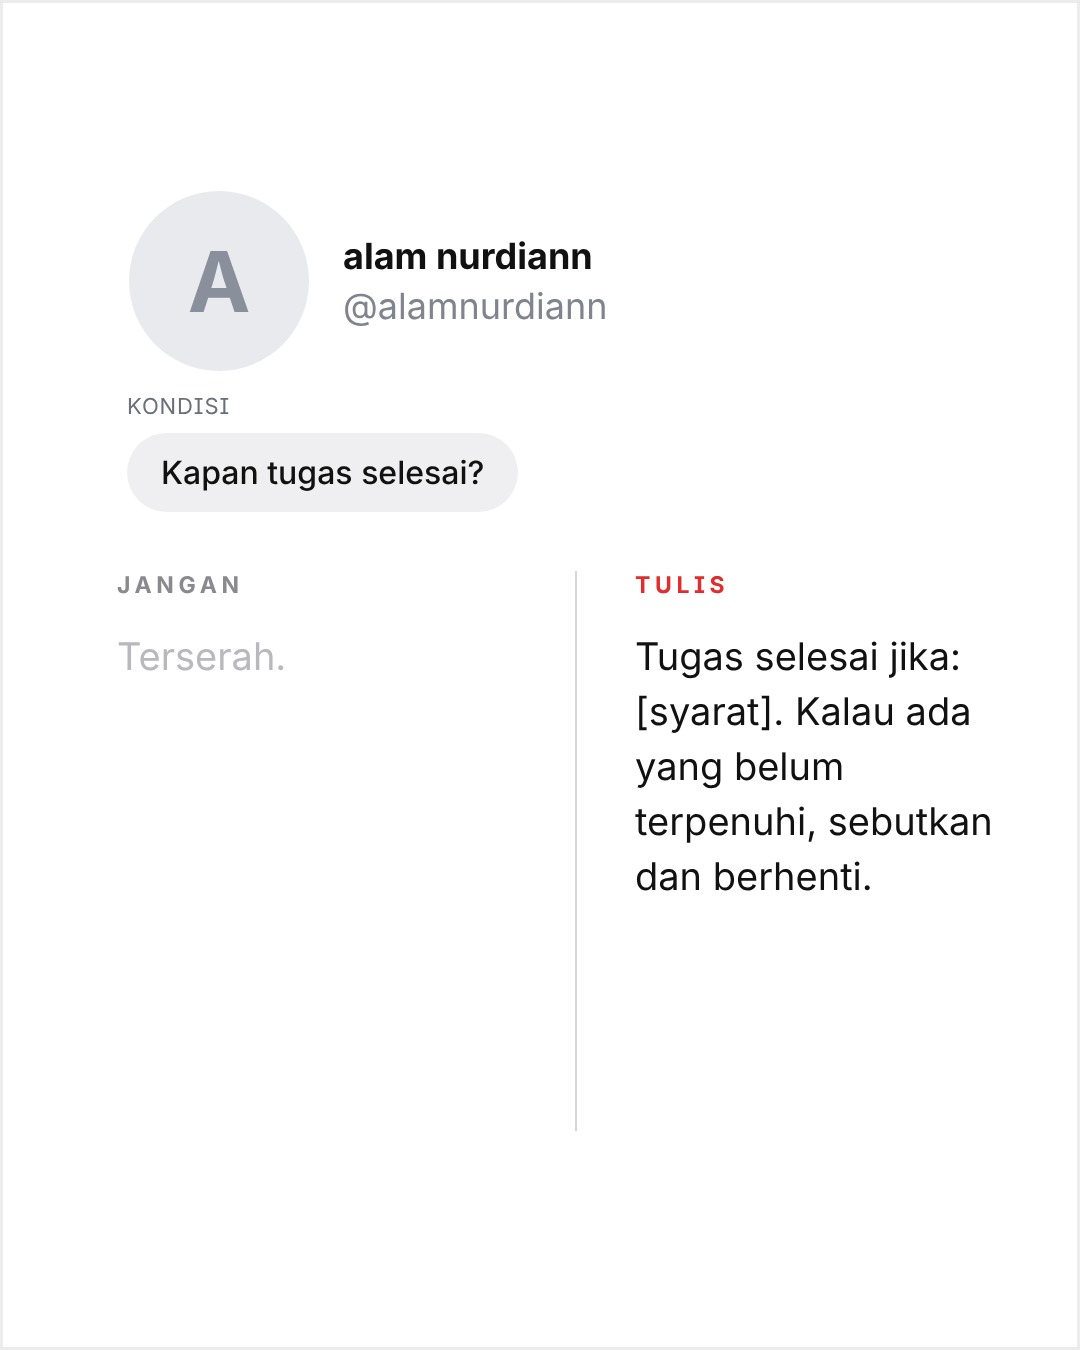 A
alam nurdiann
@alamnurdiann
KONDISI
Kapan tugas selesai?
JANGAN
Terserah.
TULIS
Tugas selesai jika:
[syarat]. Kalau ada
yang belum
terpenuhi, sebutkan
dan berhenti.